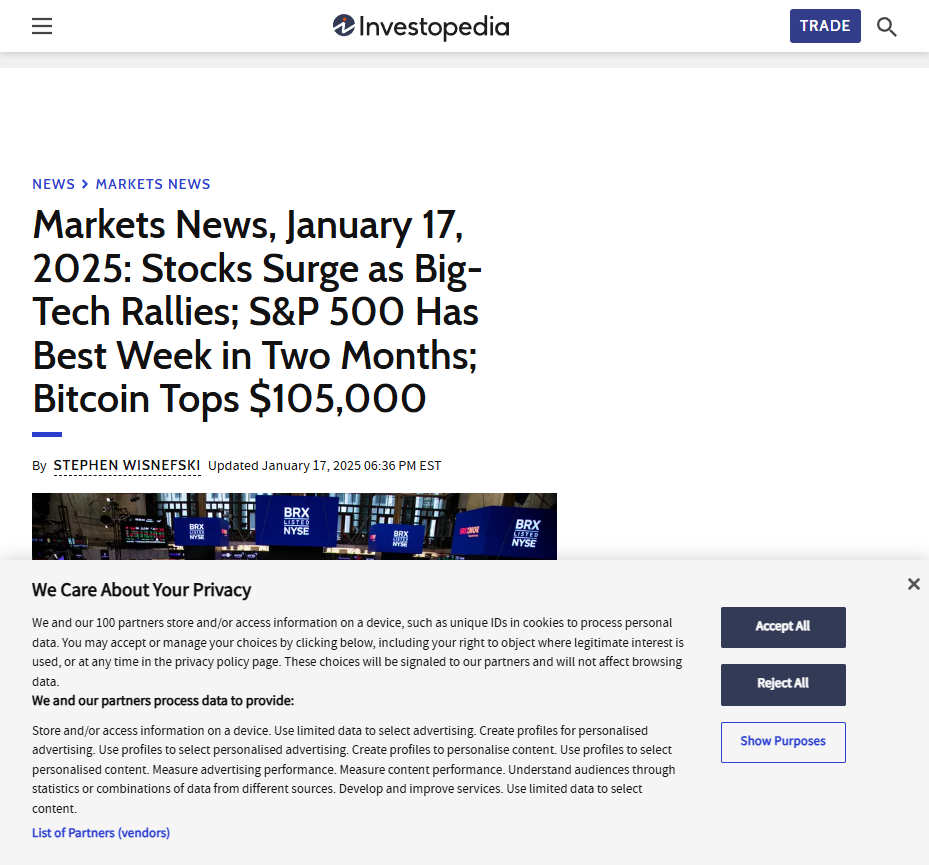 Investopedia
TRADE
NEWS > MARKETS NEWS
Markets News, January 17,
2025: Stocks Surge as Big-
Tech Rallies; S&P 500 Has
Best Week in Two Months;
Bitcoin Tops $105,000
By STEPHEN WISNEFSKI Updated January 17, 2025 06:36 PM EST
BRX
LISTED
NYSE
BRX
LISTED
NYSE
BRX
LISTED
NYSE
BRX
LISTED
NYSE
We Care About Your Privacy
We and our 100 partners store and/or access information on a device, such as unique IDs in cookies to process personal
data. You may accept or manage your choices by clicking below, including your right to object where legitimate interest is
used, or at any time in the privacy policy page. These choices will be signaled to our partners and will not affect browsing
data.
We and our partners process data to provide:
Store and/or access information on a device. Use limited data to select advertising. Create profiles for personalised
advertising. Use profiles to select personalised advertising. Create profiles to personalise content. Use profiles to select
personalised content. Measure advertising performance. Measure content performance. Understand audiences through
statistics or combinations of data from different sources. Develop and improve services. Use limited data to select
content.
List of Partners (vendors)
Accept All
Reject All
Show Purposes